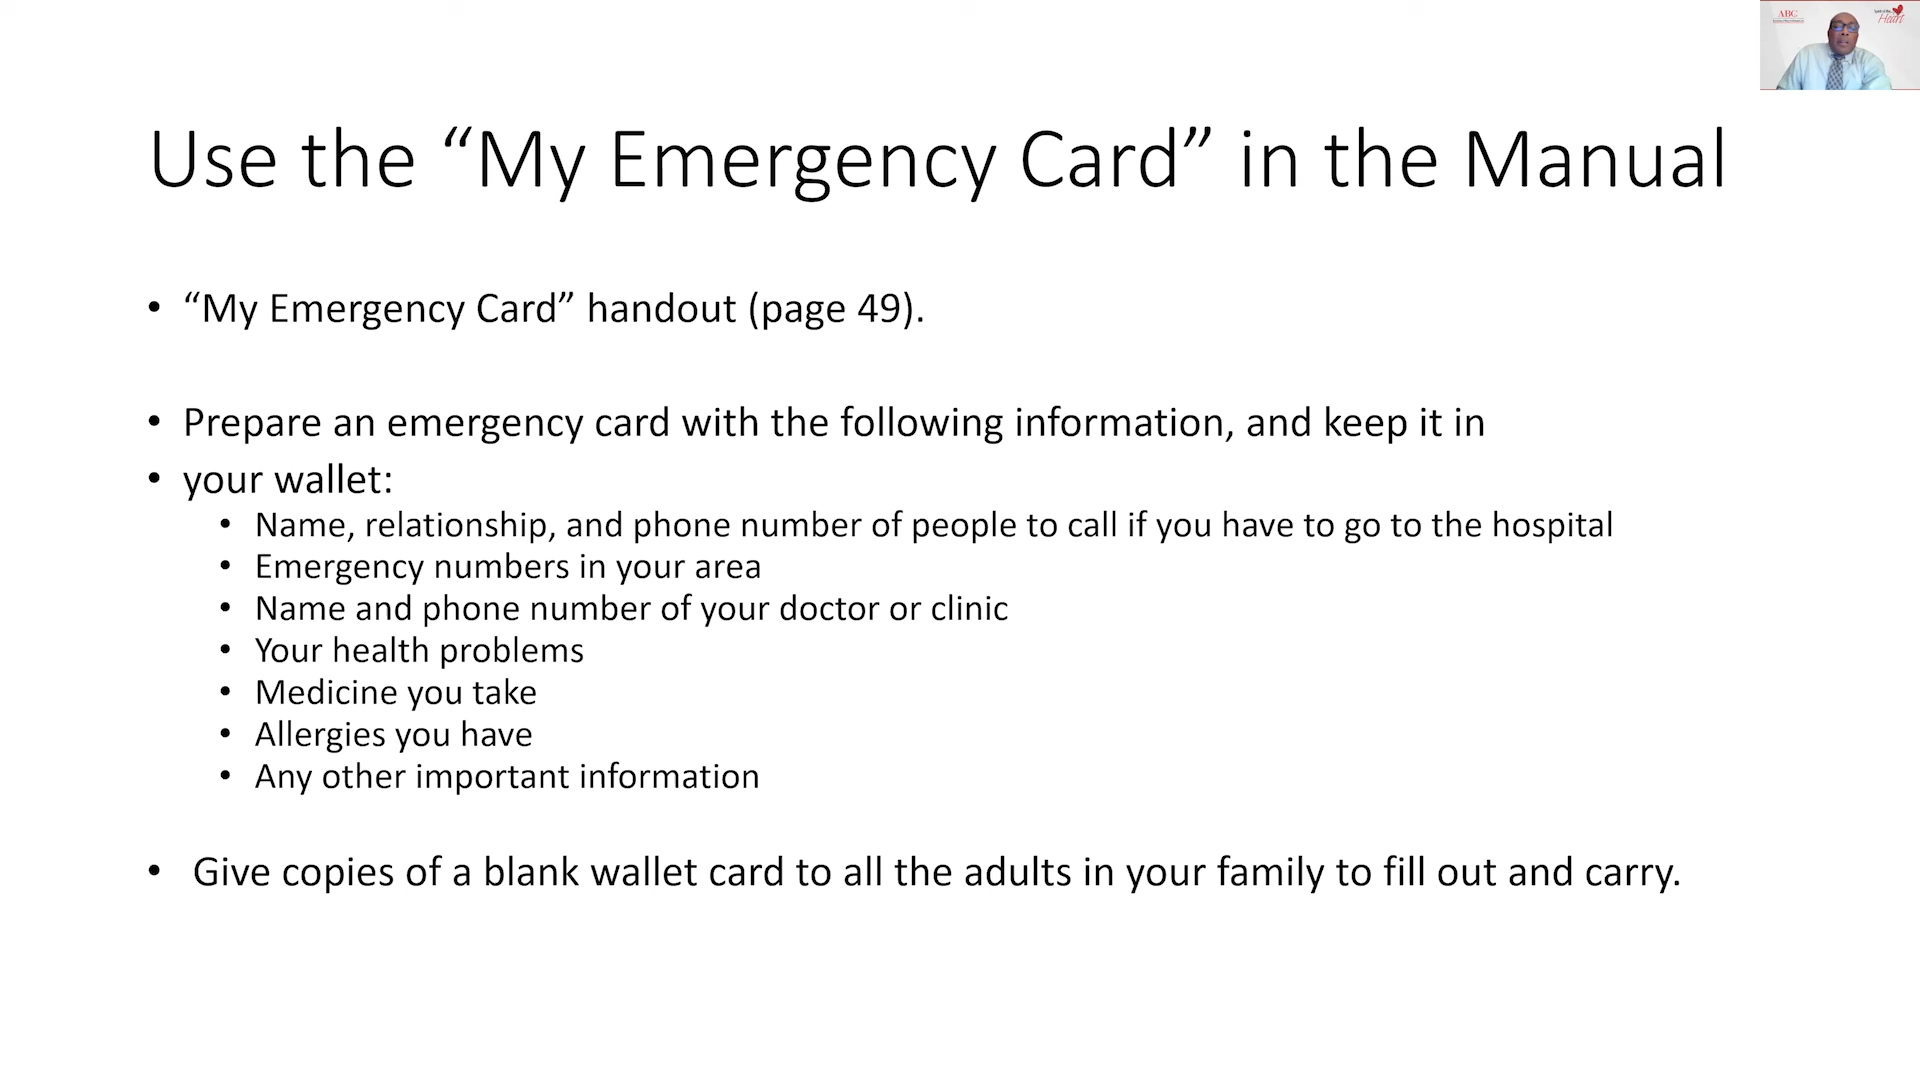 ABC
Heart
Use the “My Emergency Card” in the Manual
• “My Emergency Card” handout (page 49).
• Prepare an emergency card with the following information, and keep it in
• your wallet:
• Name, relationship, and phone number of people to call if you have to go to the hospital
• Emergency numbers in your area
• Name and phone number of your doctor or clinic
• Your health problems
• Medicine you take
• Allergies you have
• Any other important information
• Give copies of a blank wallet card to all the adults in your family to fill out and carry.